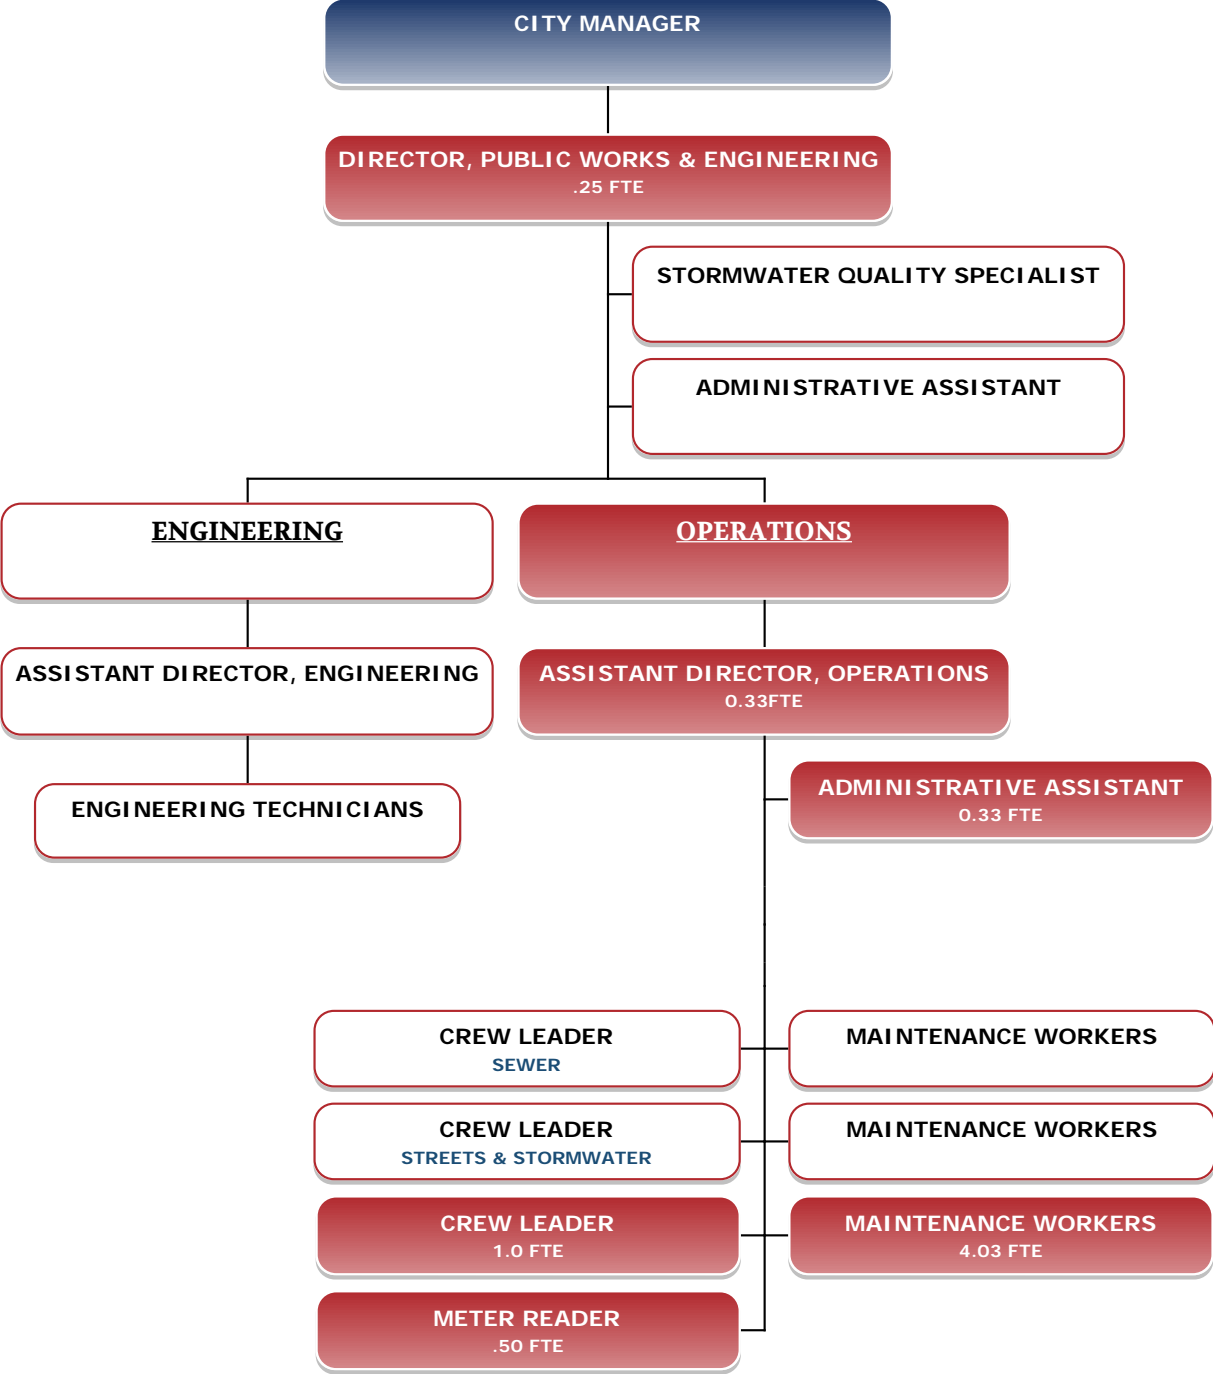 CITY MANAGER
DIRECTOR, PUBLIC WORKS & ENGINEERING
.25 FTE
STORMWATER QUALITY SPECIALIST
ADMINISTRATIVE ASSISTANT
ENGINEERING
OPERATIONS
ASSISTANT DIRECTOR, ENGINEERING
ASSISTANT DIRECTOR, OPERATIONS
0.33FTE
ADMINISTRATIVE ASSISTANT
0.33 FTE
ENGINEERING TECHNICIANS
CREW LEADER
SEWER
MAINTENANCE WORKERS
CREW LEADER
STREETS & STORMWATER
MAINTENANCE WORKERS
CREW LEADER
1.0 FTE
MAINTENANCE WORKERS
4.03 FTE
METER READER
.50 FTE